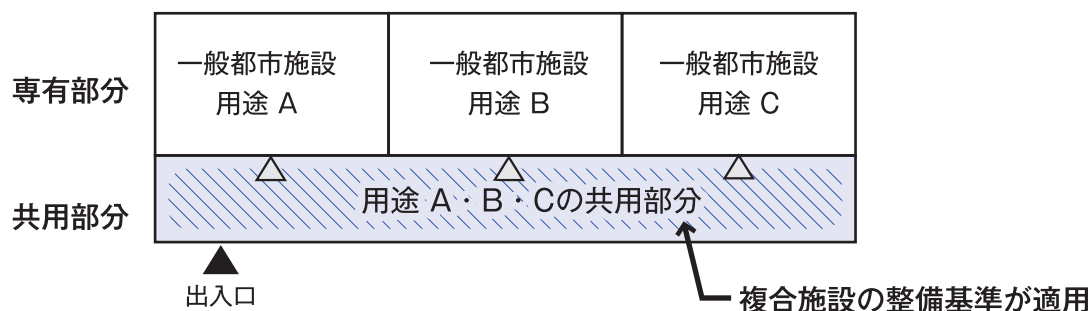 専有部分
一般都市施設
用途 A
一般都市施設
用途 B
一般都市施設
用途 C
共用部分
用途 A・B・Cの共用部分
出入口
複合施設の整備基準が適用